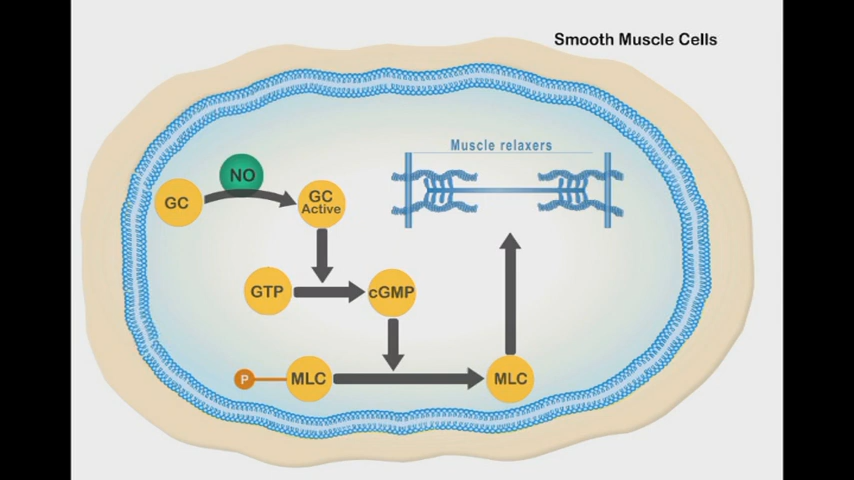 Smooth Muscle Cells
Muscle relaxers
NO
GC
GC
Active
GTP
cGMP
P
MLC
MLC